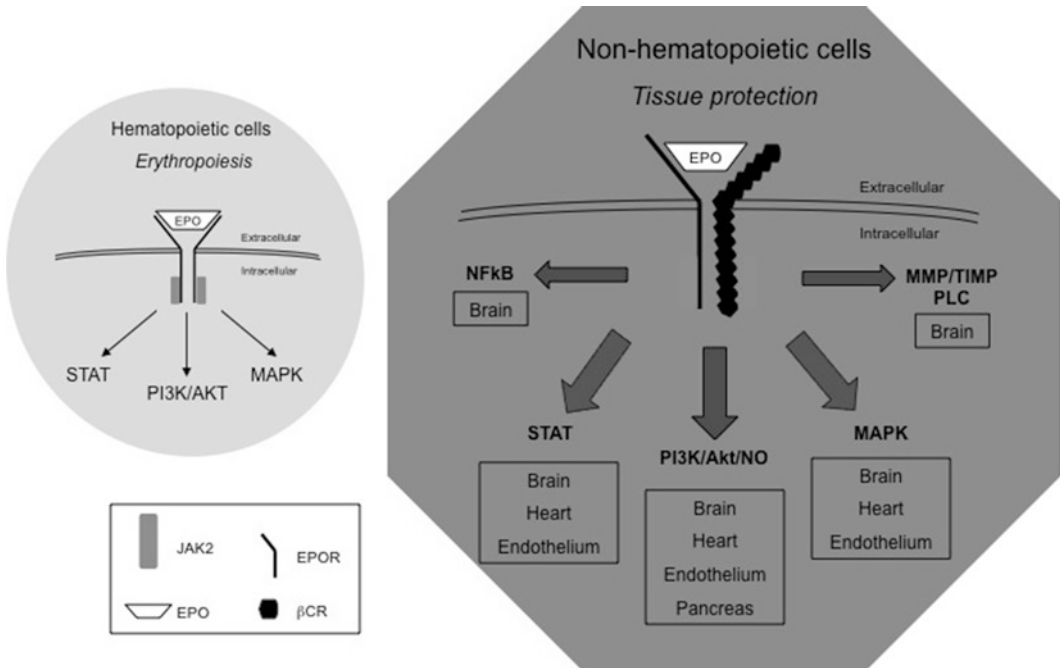 Hematopoietic cells
Erythropoiesis
EPO
Extracellular
Intracellular
STAT
PI3K/AKT
MAPK
JAK2
EPOR
EPO
βCR
Non-hematopoietic cells
Tissue protection
EPO
Extracellular
Intracellular
NFkB
Brain
MMP/TIMP
PLC
Brain
STAT
Brain
Heart
Endothelium
PI3K/Akt/NO
Brain
Heart
Endothelium
Pancreas
MAPK
Brain
Heart
Endothelium